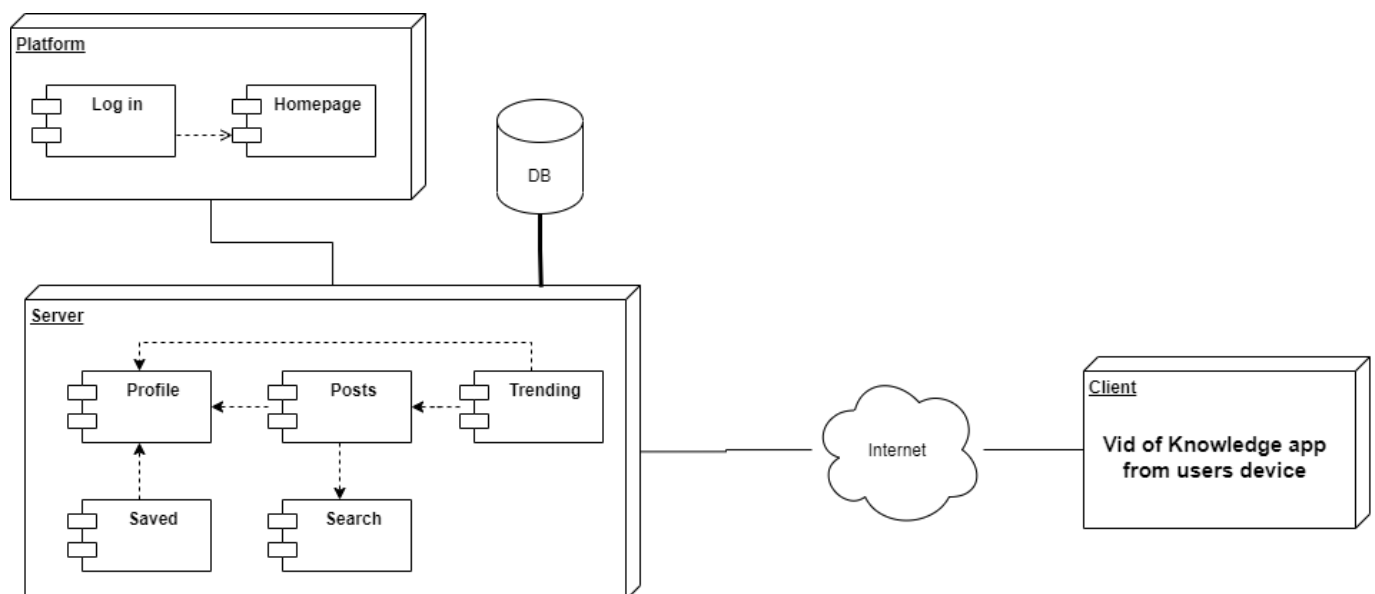 Platform
Log in
Homepage
DB
Server
Profile
Posts
Trending
Saved
Search
Internet
Client
Vid of Knowledge app
from users device